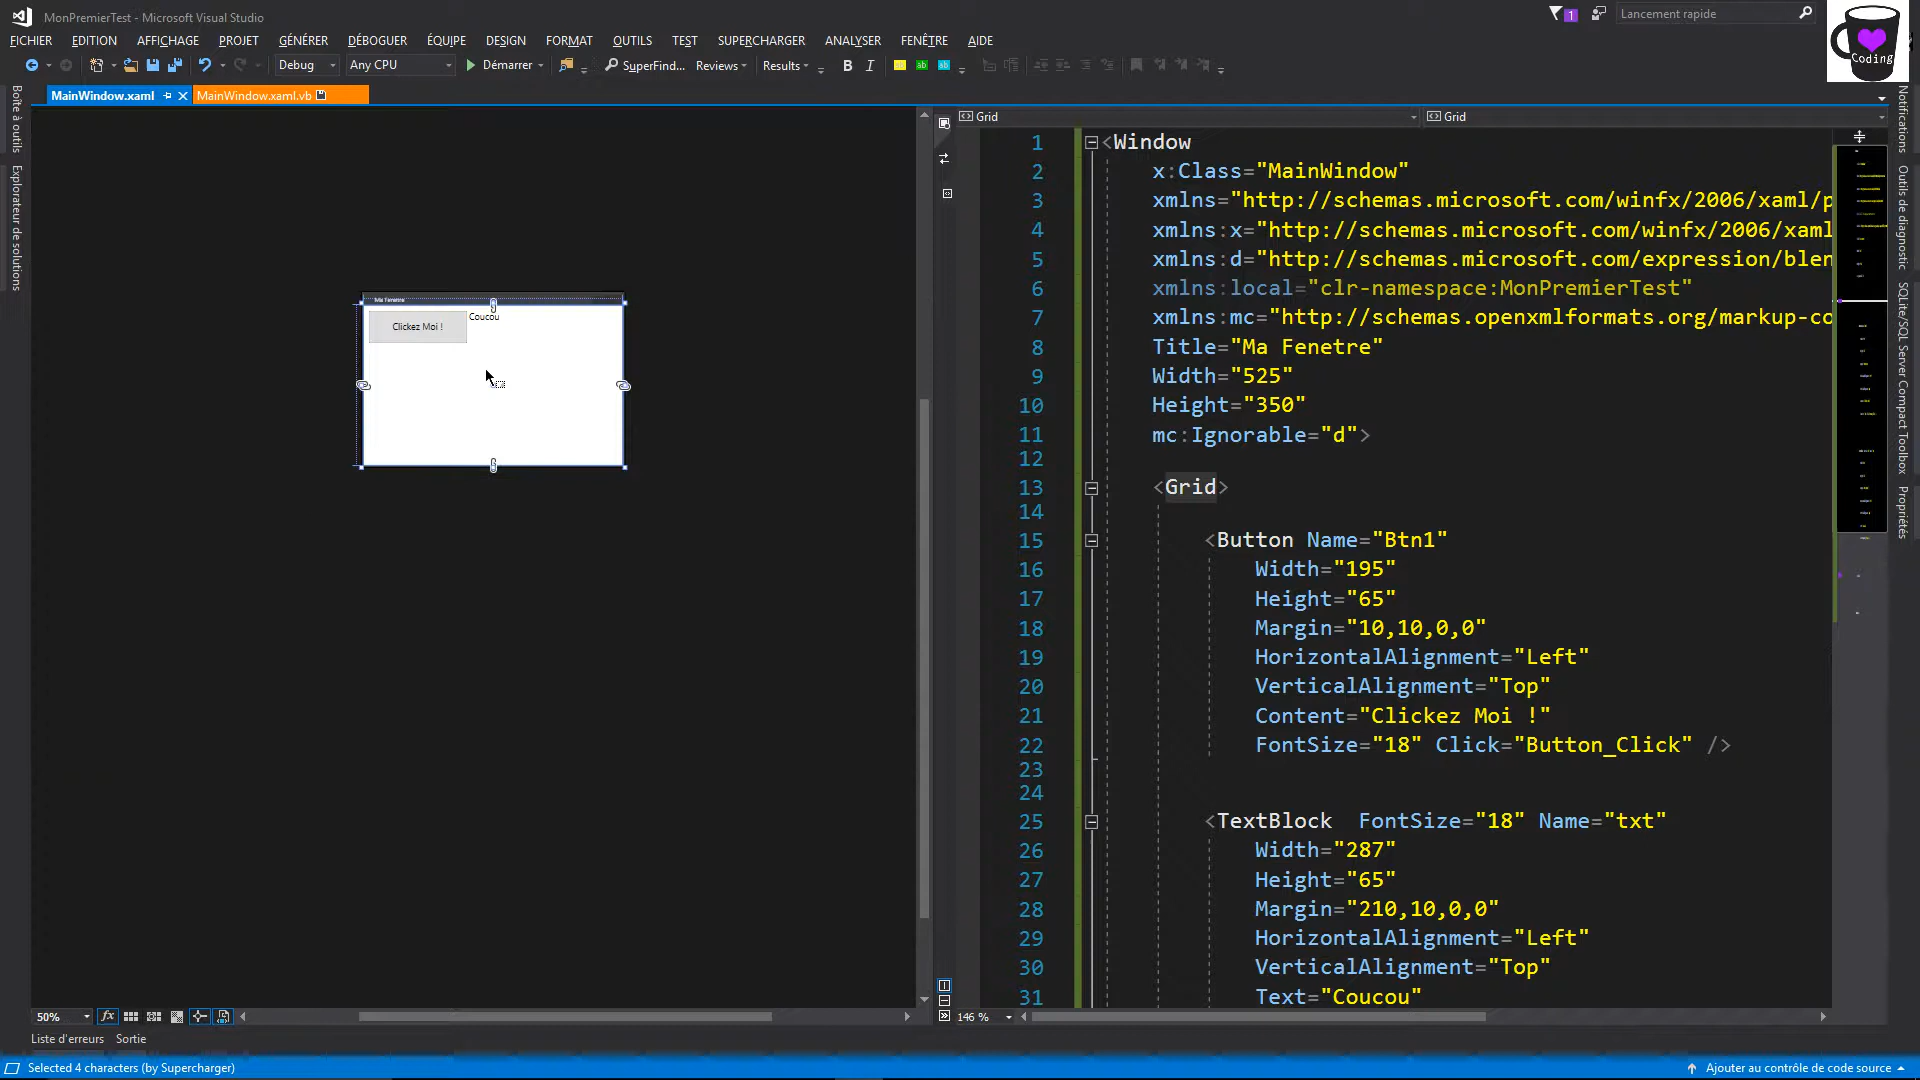 MonPremierTest - Microsoft Visual Studio
1
Lancement rapide
FICHIER EDITION AFFICHAGE PROJET GÉNÉRER DÉBOGUER ÉQUIPE DESIGN FORMAT OUTILS TEST SUPERCHARGER ANALYSER FENÊTRE AIDE
Coding
Debug Any CPU Démarrer SuperFind... Reviews Results B I
MainWindow.xaml MainWindow.xaml.vb
Boîte à outils
Explorateur de solutions
Grid Grid
Ma Fenetre
Clickez Moi !
Coucou
1 <Window
2 x:Class="MainWindow"
3 xmlns="http://schemas.microsoft.com/winfx/2006/xaml/p
4 xmlns:x="http://schemas.microsoft.com/winfx/2006/xaml
5 xmlns:d="http://schemas.microsoft.com/expression/blen
6 xmlns:local="clr-namespace:MonPremierTest"
7 xmlns:mc="http://schemas.openxmlformats.org/markup-co
8 Title="Ma Fenetre"
9 Width="525"
10 Height="350"
11 mc:Ignorable="d">
12
13 <Grid>
14
15 <Button Name="Btn1"
16 Width="195"
17 Height="65"
18 Margin="10,10,0,0"
19 HorizontalAlignment="Left"
20 VerticalAlignment="Top"
21 Content="Clickez Moi !"
22 FontSize="18" Click="Button_Click" />
23
24
25 <TextBlock  FontSize="18" Name="txt"
26 Width="287"
27 Height="65"
28 Margin="210,10,0,0"
29 HorizontalAlignment="Left"
30 VerticalAlignment="Top"
31 Text="Coucou"
Notifications
Outils de diagnostic
SQLite/SQL Server Compact Toolbox
Propriétés
50% fx
146 %
Liste d'erreurs Sortie
Selected 4 characters (by Supercharger)
Ajouter au contrôle de code source